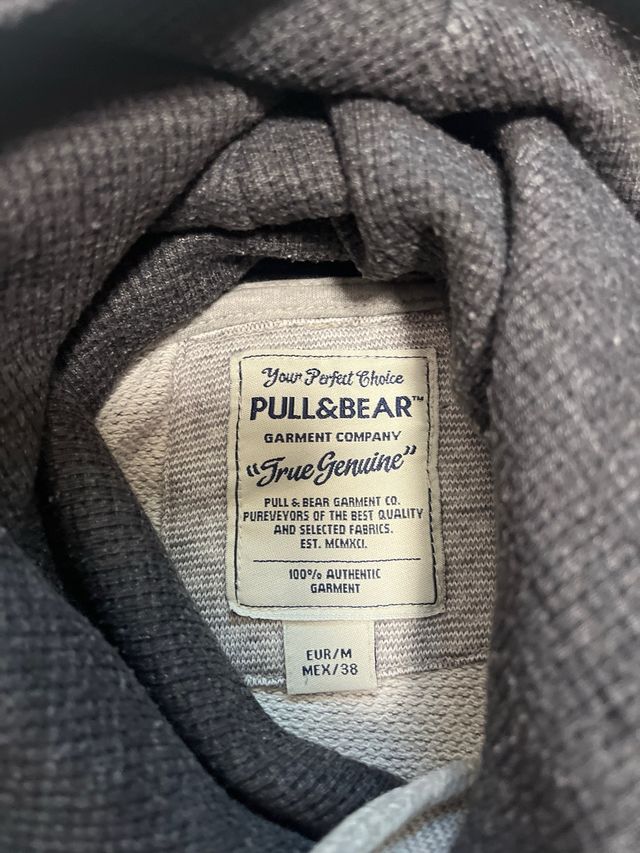 Your Perfect Choice
PULL&BEAR™
GARMENT COMPANY
"True Genuine"
PULL & BEAR GARMENT CO.
PUREVEYORS OF THE BEST QUALITY
AND SELECTED FABRICS.
EST. MCMXCI.
100% AUTHENTIC
GARMENT
EUR/M
MEX/38